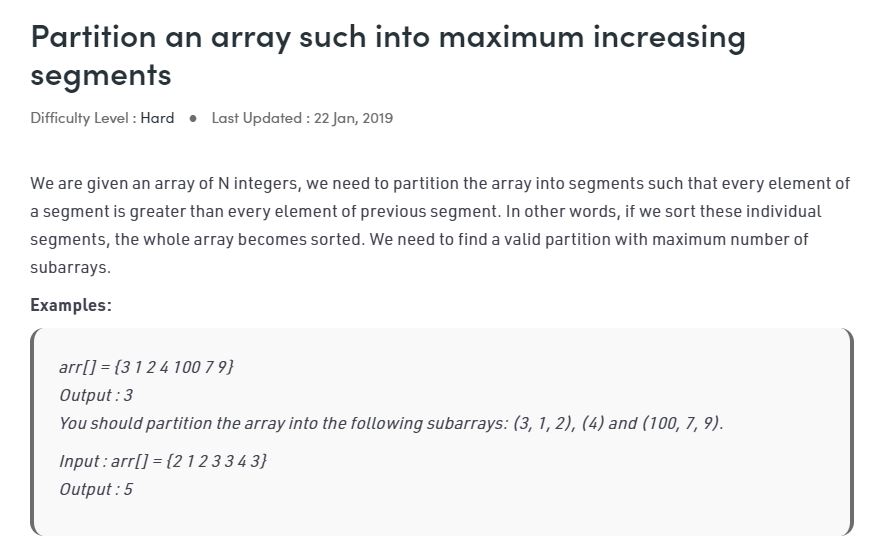 Partition an array such into maximum increasing
segments
Difficulty Level : Hard ● Last Updated : 22 Jan, 2019
We are given an array of N integers, we need to partition the array into segments such that every element of
a segment is greater than every element of previous segment. In other words, if we sort these individual
segments, the whole array becomes sorted. We need to find a valid partition with maximum number of
subarrays.
Examples:
arr[] = {3 1 2 4 100 7 9}
Output : 3
You should partition the array into the following subarrays: (3, 1, 2), (4) and (100, 7, 9).
Input : arr[] = {2 1 2 3 3 4 3}
Output : 5